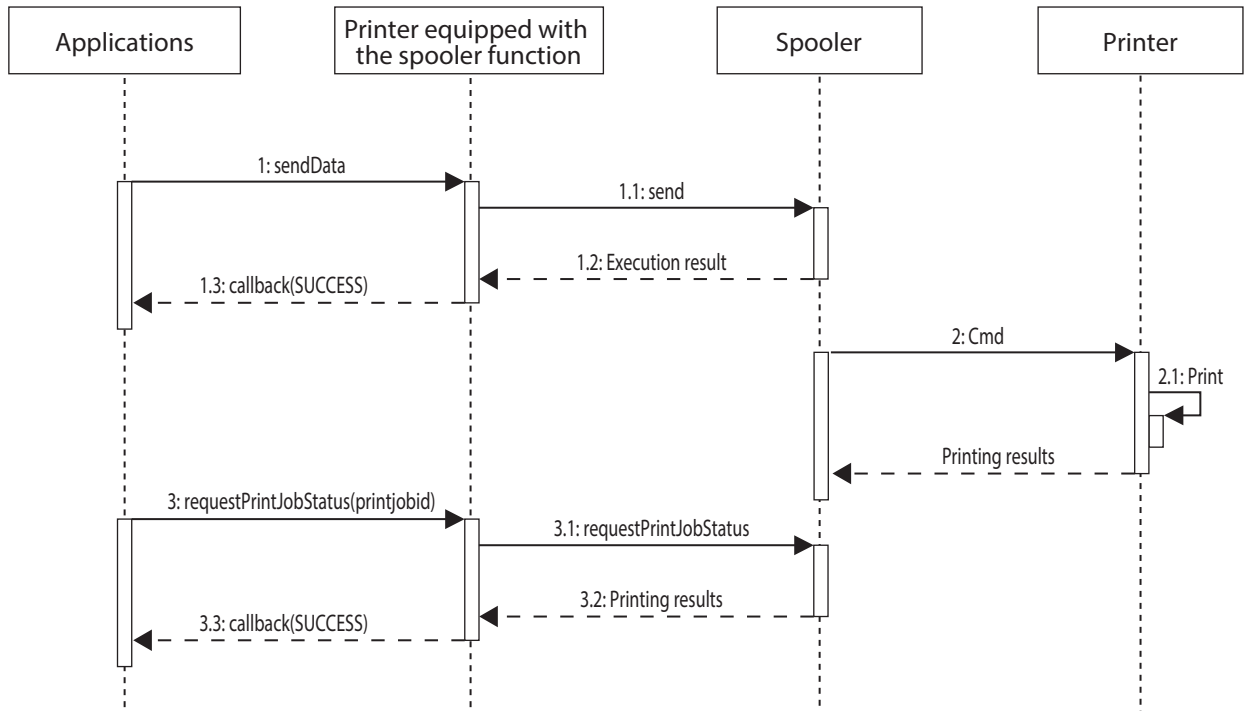 Applications
Printer equipped with
the spooler function
Spooler
Printer
1: sendData
1.1: send
1.2: Execution result
1.3: callback(SUCCESS)
2: Cmd
2.1: Print
Printing results
3: requestPrintJobStatus(printjobid)
3.1: requestPrintJobStatus
3.2: Printing results
3.3: callback(SUCCESS)